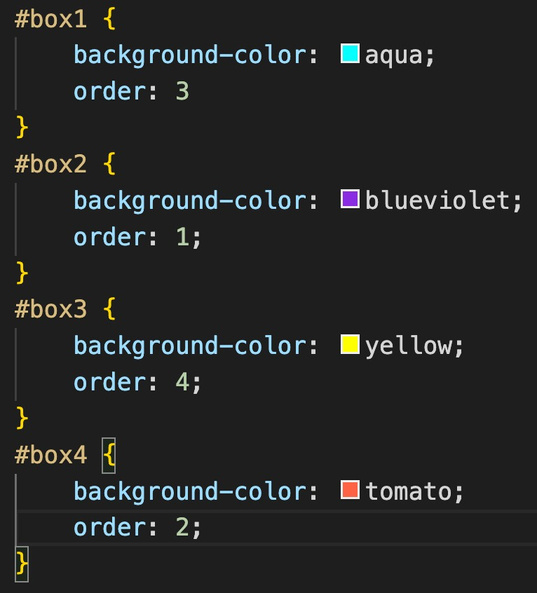 #box1 {
    background-color: aqua;
    order: 3
}
#box2 {
    background-color: blueviolet;
    order: 1;
}
#box3 {
    background-color: yellow;
    order: 4;
}
#box4 {
    background-color: tomato;
    order: 2;
}